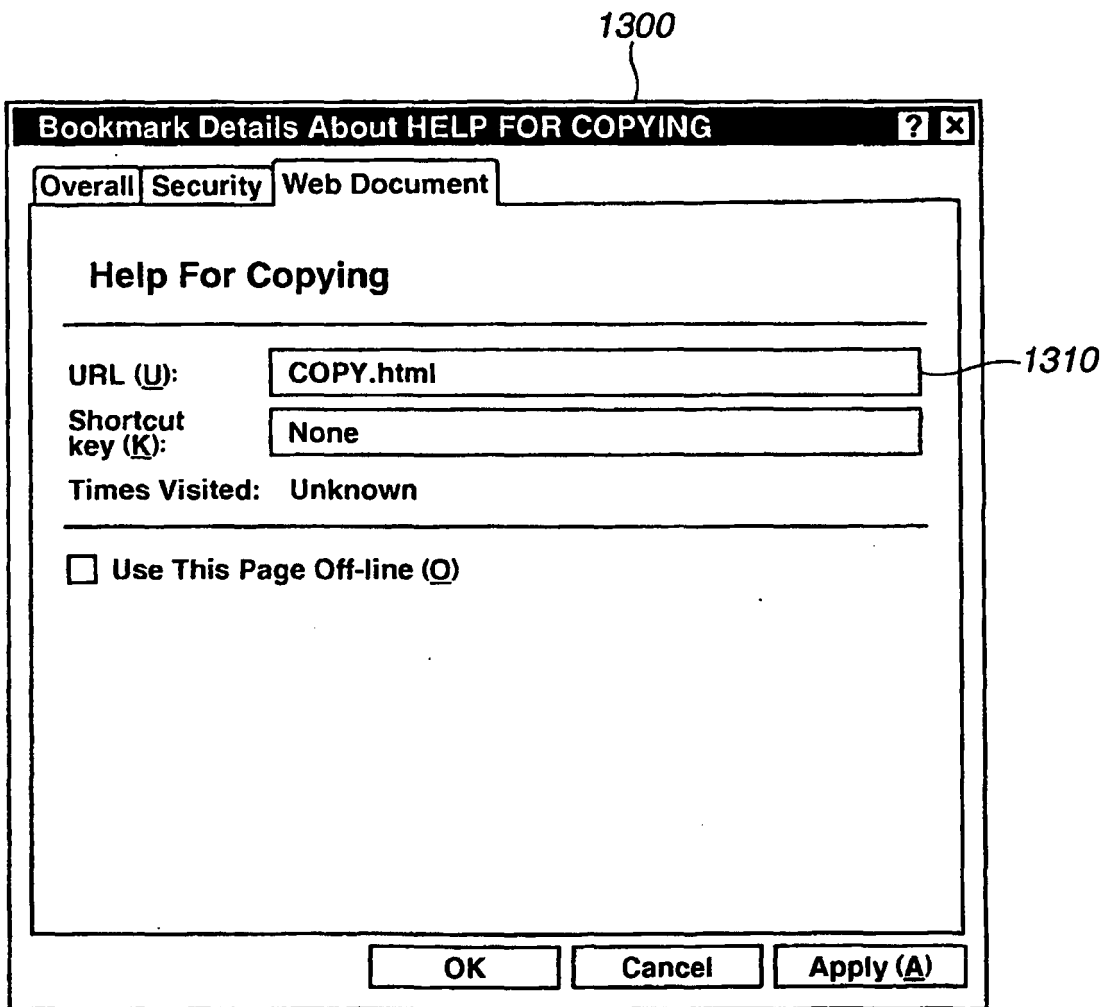 1300
Bookmark Details About HELP FOR COPYING ? X
Overall Security Web Document
Help For Copying
URL (U): COPY.html
1310
Shortcut
key (K): None
Times Visited: Unknown
Use This Page Off-line (O)
OK Cancel Apply (A)